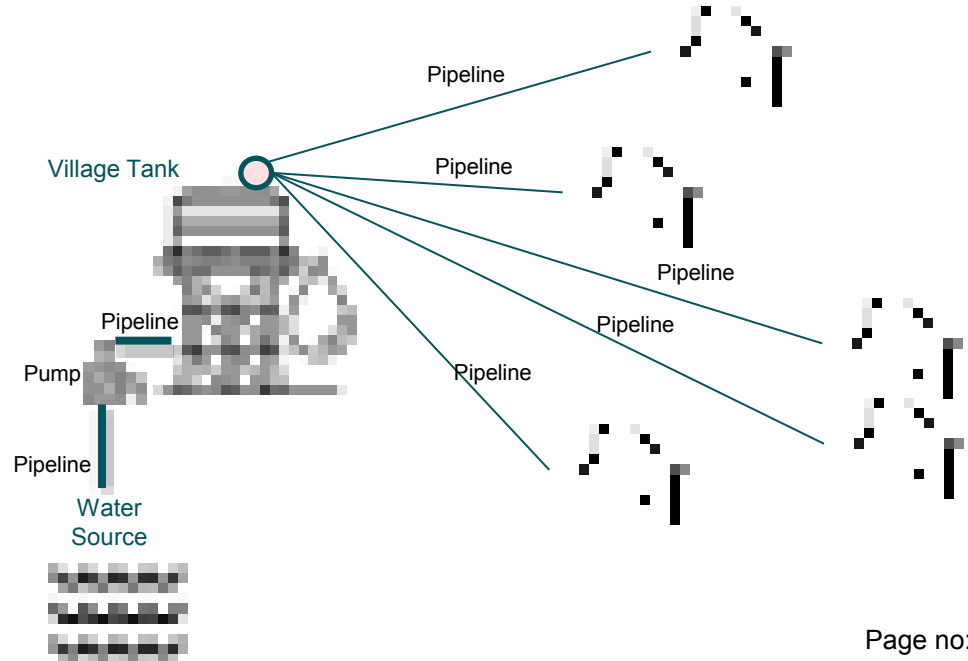 Pipeline
Village Tank
Pipeline
Pipeline
Pipeline
Pipeline
Pump
Pipeline
Pipeline
Water
Source
Page no: